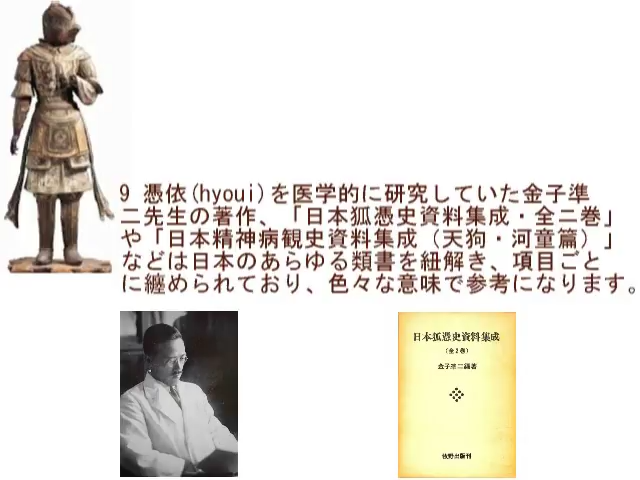 9 憑依(hyoui)を医学的に研究していた金子準
二先生の著作、「日本狐憑史資料集成・全二巻」
や「日本精神病観史資料集成（天狗・河童篇）」
などは日本のあらゆる類書を紐解き、項目ごと
に纏められており、色々な意味で参考になります。
日本狐憑史資料集成
（全2巻）
金子準二編著
牧野出版刊